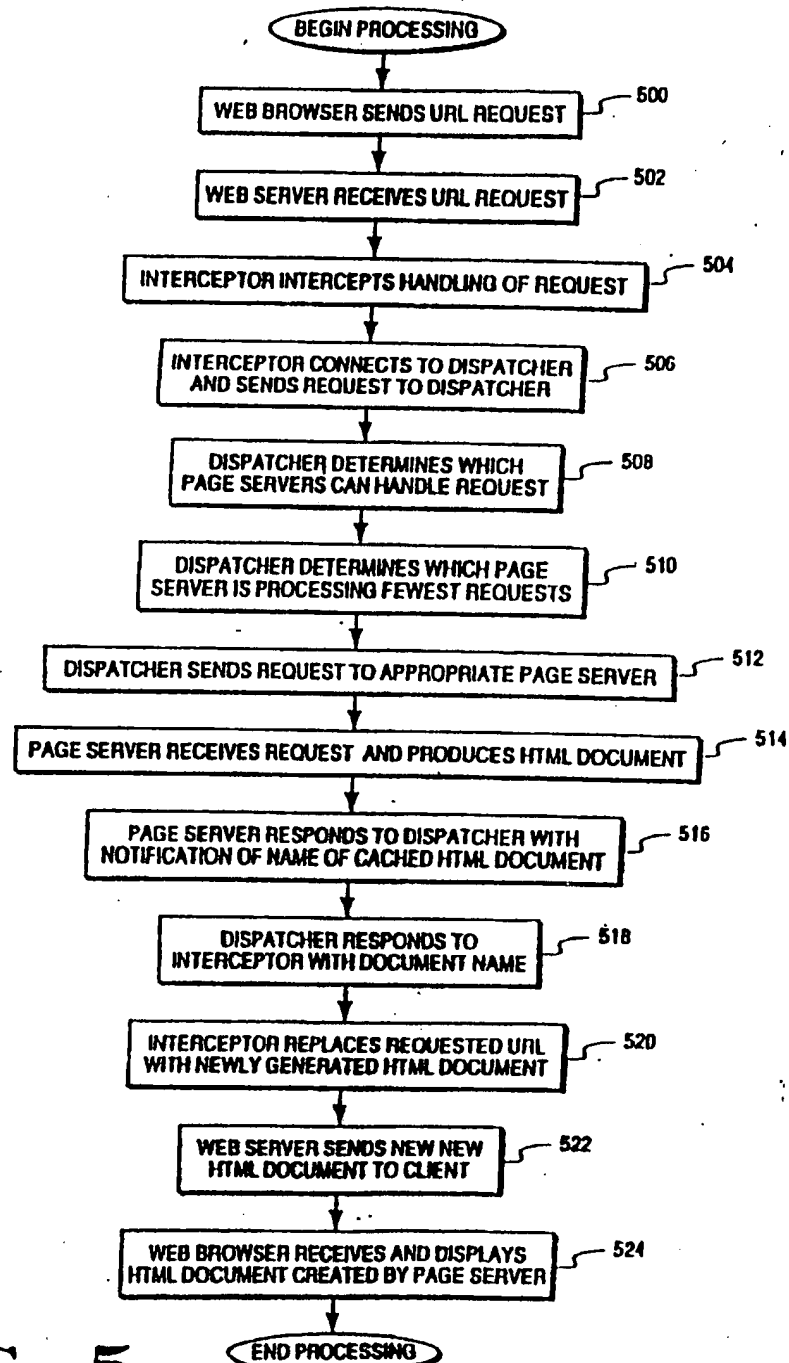 BEGIN PROCESSING
WEB BROWSER SENDS URL REQUEST
500
WEB SERVER RECEIVES URL REQUEST
502
INTERCEPTOR INTERCEPTS HANDLING OF REQUEST
504
INTERCEPTOR CONNECTS TO DISPATCHER
AND SENDS REQUEST TO DISPATCHER
506
DISPATCHER DETERMINES WHICH
PAGE SERVERS CAN HANDLE REQUEST
508
DISPATCHER DETERMINES WHICH PAGE
SERVER IS PROCESSING FEWEST REQUESTS
510
DISPATCHER SENDS REQUEST TO APPROPRIATE PAGE SERVER
512
PAGE SERVER RECEIVES REQUEST AND PRODUCES HTML DOCUMENT
514
PAGE SERVER RESPONDS TO DISPATCHER WITH
NOTIFICATION OF NAME OF CACHED HTML DOCUMENT
516
DISPATCHER RESPONDS TO
INTERCEPTOR WITH DOCUMENT NAME
518
INTERCEPTOR REPLACES REQUESTED URL
WITH NEWLY GENERATED HTML DOCUMENT
520
WEB SERVER SENDS NEW NEW
HTML DOCUMENT TO CLIENT
522
WEB BROWSER RECEIVES AND DISPLAYS
HTML DOCUMENT CREATED BY PAGE SERVER
524
END PROCESSING